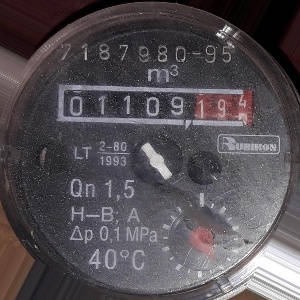 7187980-95
m³
01109194
LT 2-80
1993
RUBIKON
Qn 1,5
H–B; A
Δp 0,1 MPa
40°C